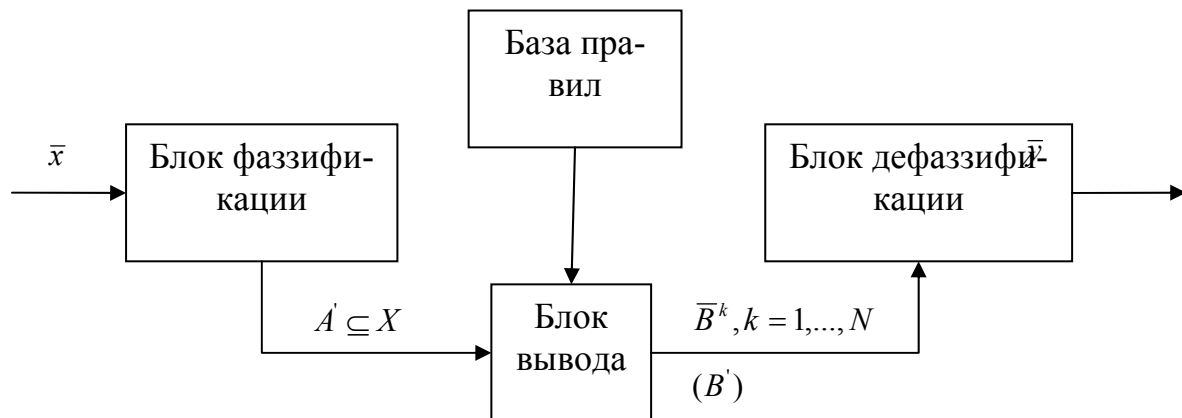 База пра-
вил
x̄
Блок фаззифи-
кации
Блок дефаззифи-
кации
ȳ
A' ⊆ X
Блок
вывода
B̄ᵏ, k = 1,..., N
(B')